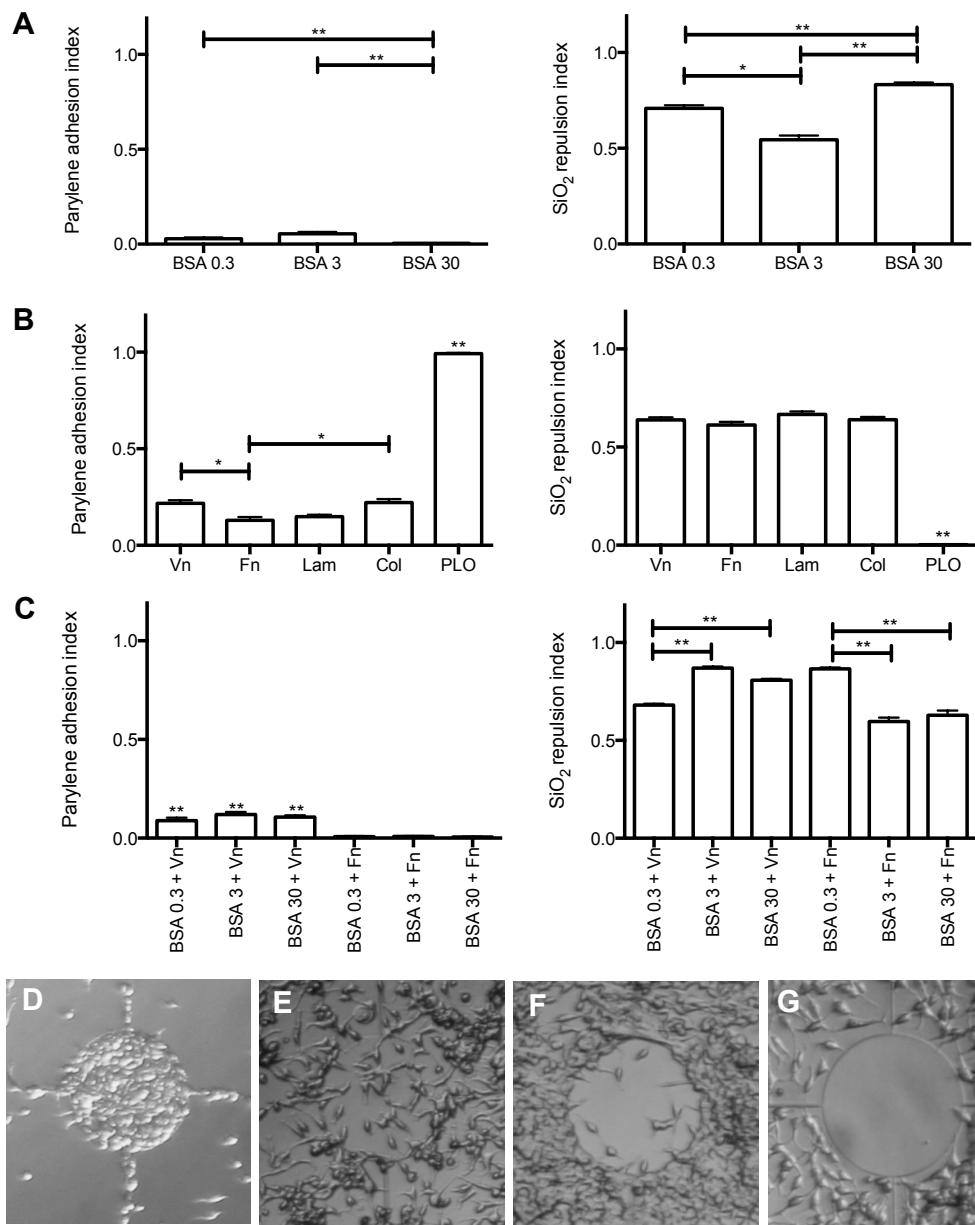 A
Parylene adhesion index
1.0
0.5
0.0
**
**
BSA 0.3 BSA 3 BSA 30
SiO2 repulsion index
1.0
0.5
0.0
**
**
*
BSA 0.3 BSA 3 BSA 30
B
Parylene adhesion index
1.0
0.5
0.0
**
*
*
Vn Fn Lam Col PLO
SiO2 repulsion index
1.0
0.5
0.0
**
Vn Fn Lam Col PLO
C
Parylene adhesion index
1.0
0.5
0.0
** ** **
BSA 0.3 + Vn
BSA 3 + Vn
BSA 30 + Vn
BSA 0.3 + Fn
BSA 3 + Fn
BSA 30 + Fn
SiO2 repulsion index
1.0
0.5
0.0
** **
** **
BSA 0.3 + Vn
BSA 3 + Vn
BSA 30 + Vn
BSA 0.3 + Fn
BSA 3 + Fn
BSA 30 + Fn
D E F G